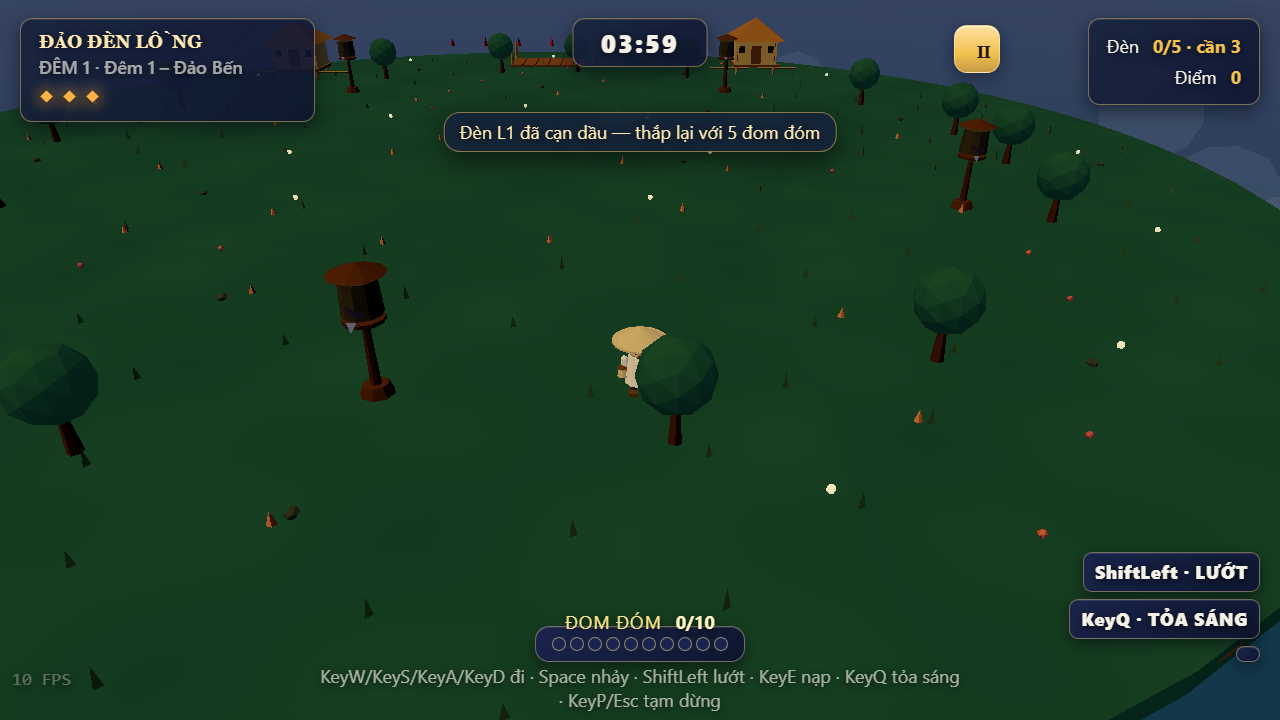 ĐẢO ĐÈN LỒNG
ĐÊM 1 · Đêm 1 – Đảo Bến
03:59
II
Đèn 0/5 · cần 3
Điểm 0
Đèn L1 đã cạn dầu — thắp lại với 5 đom đóm
ShiftLeft · LƯỚT
KeyQ · TỎA SÁNG
ĐOM ĐÓM 0/10
KeyW/KeyS/KeyA/KeyD đi · Space nhảy · ShiftLeft lướt · KeyE nạp · KeyQ tỏa sáng
· KeyP/Esc tạm dừng
10 FPS